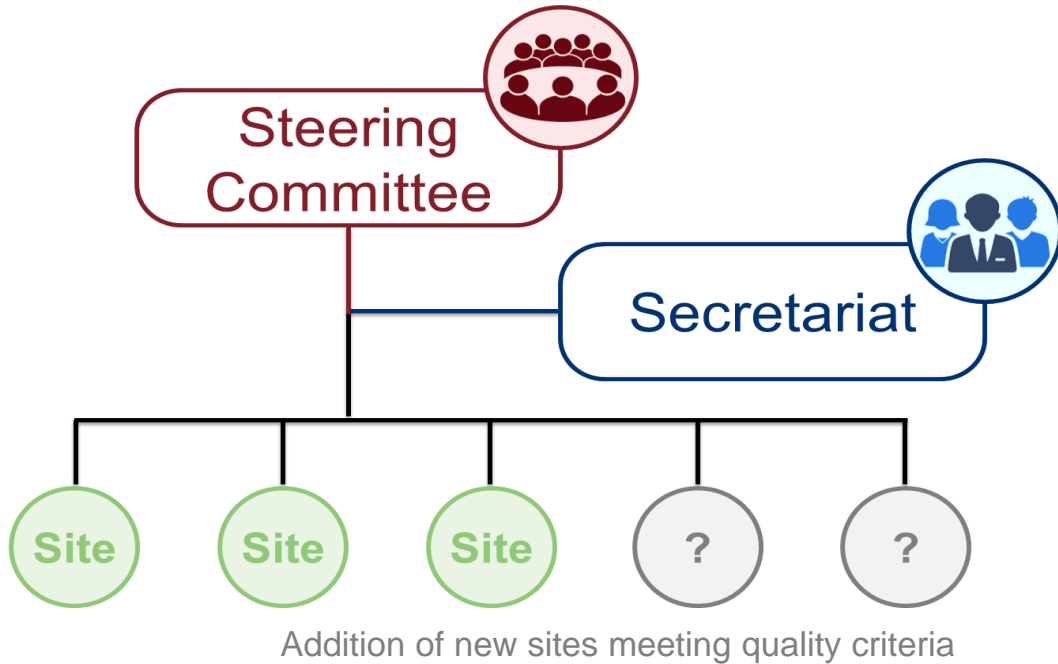 Steering
Committee
Secretariat
Site
Site
Site
?
?
Addition of new sites meeting quality criteria